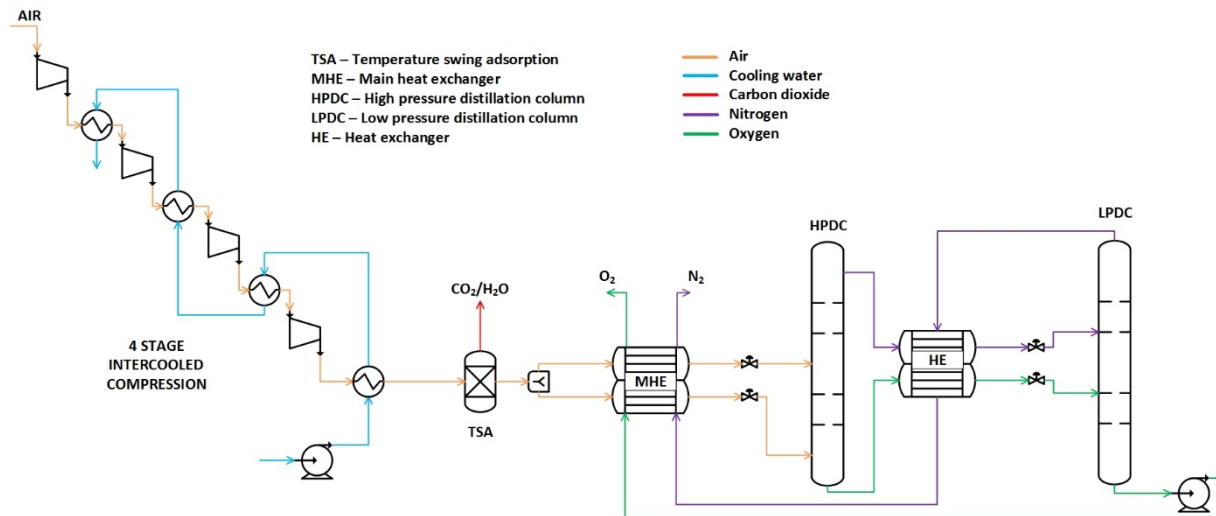 AIR
TSA – Temperature swing adsorption
MHE – Main heat exchanger
HPDC – High pressure distillation column
LPDC – Low pressure distillation column
HE – Heat exchanger
Air
Cooling water
Carbon dioxide
Nitrogen
Oxygen
HPDC
LPDC
O₂
N₂
CO₂/H₂O
4 STAGE
INTERCOOLED
COMPRESSION
MHE
HE
TSA